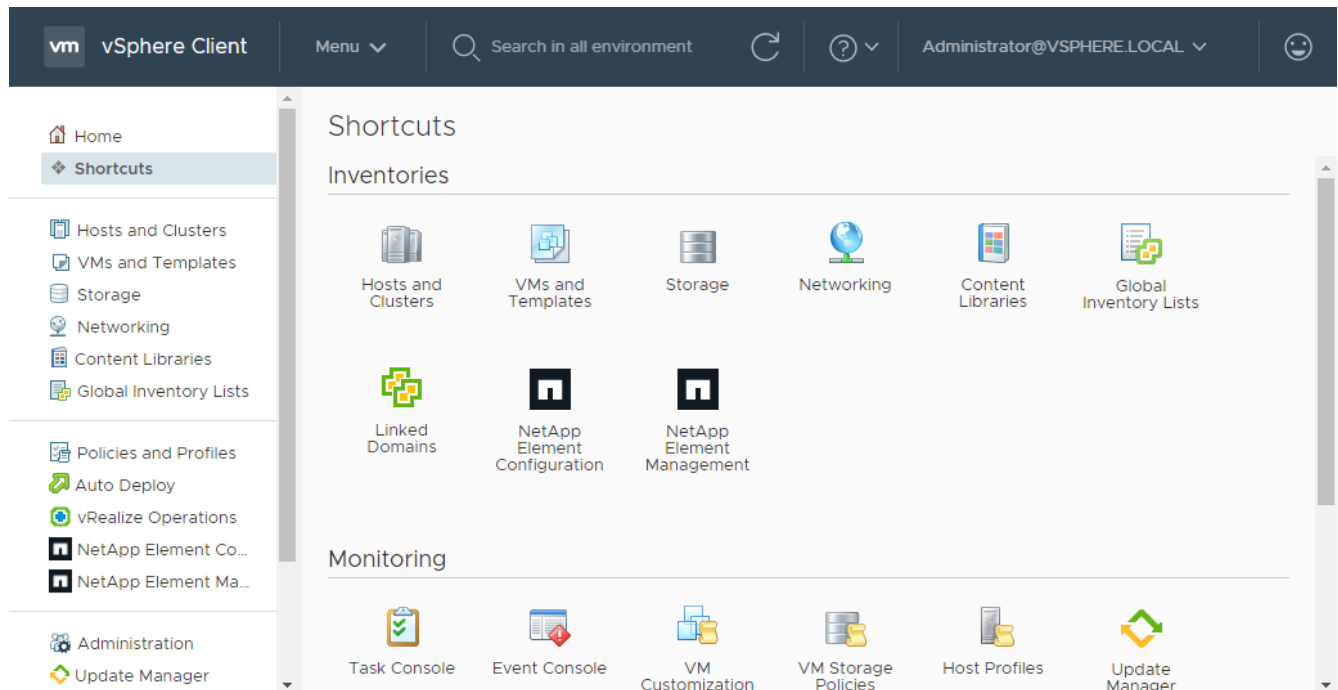 vm vSphere Client Menu Search in all environment Administrator@VSPHERE.LOCAL
Home
Shortcuts
Hosts and Clusters
VMs and Templates
Storage
Networking
Content Libraries
Global Inventory Lists
Policies and Profiles
Auto Deploy
vRealize Operations
NetApp Element Co...
NetApp Element Ma...
Administration
Update Manager
Shortcuts
Inventories
Hosts and
Clusters
VMs and
Templates
Storage
Networking
Content
Libraries
Global
Inventory Lists
Linked
Domains
NetApp
Element
Configuration
NetApp
Element
Management
Monitoring
Task Console
Event Console
VM
Customization
VM Storage
Policies
Host Profiles
Update
Manager